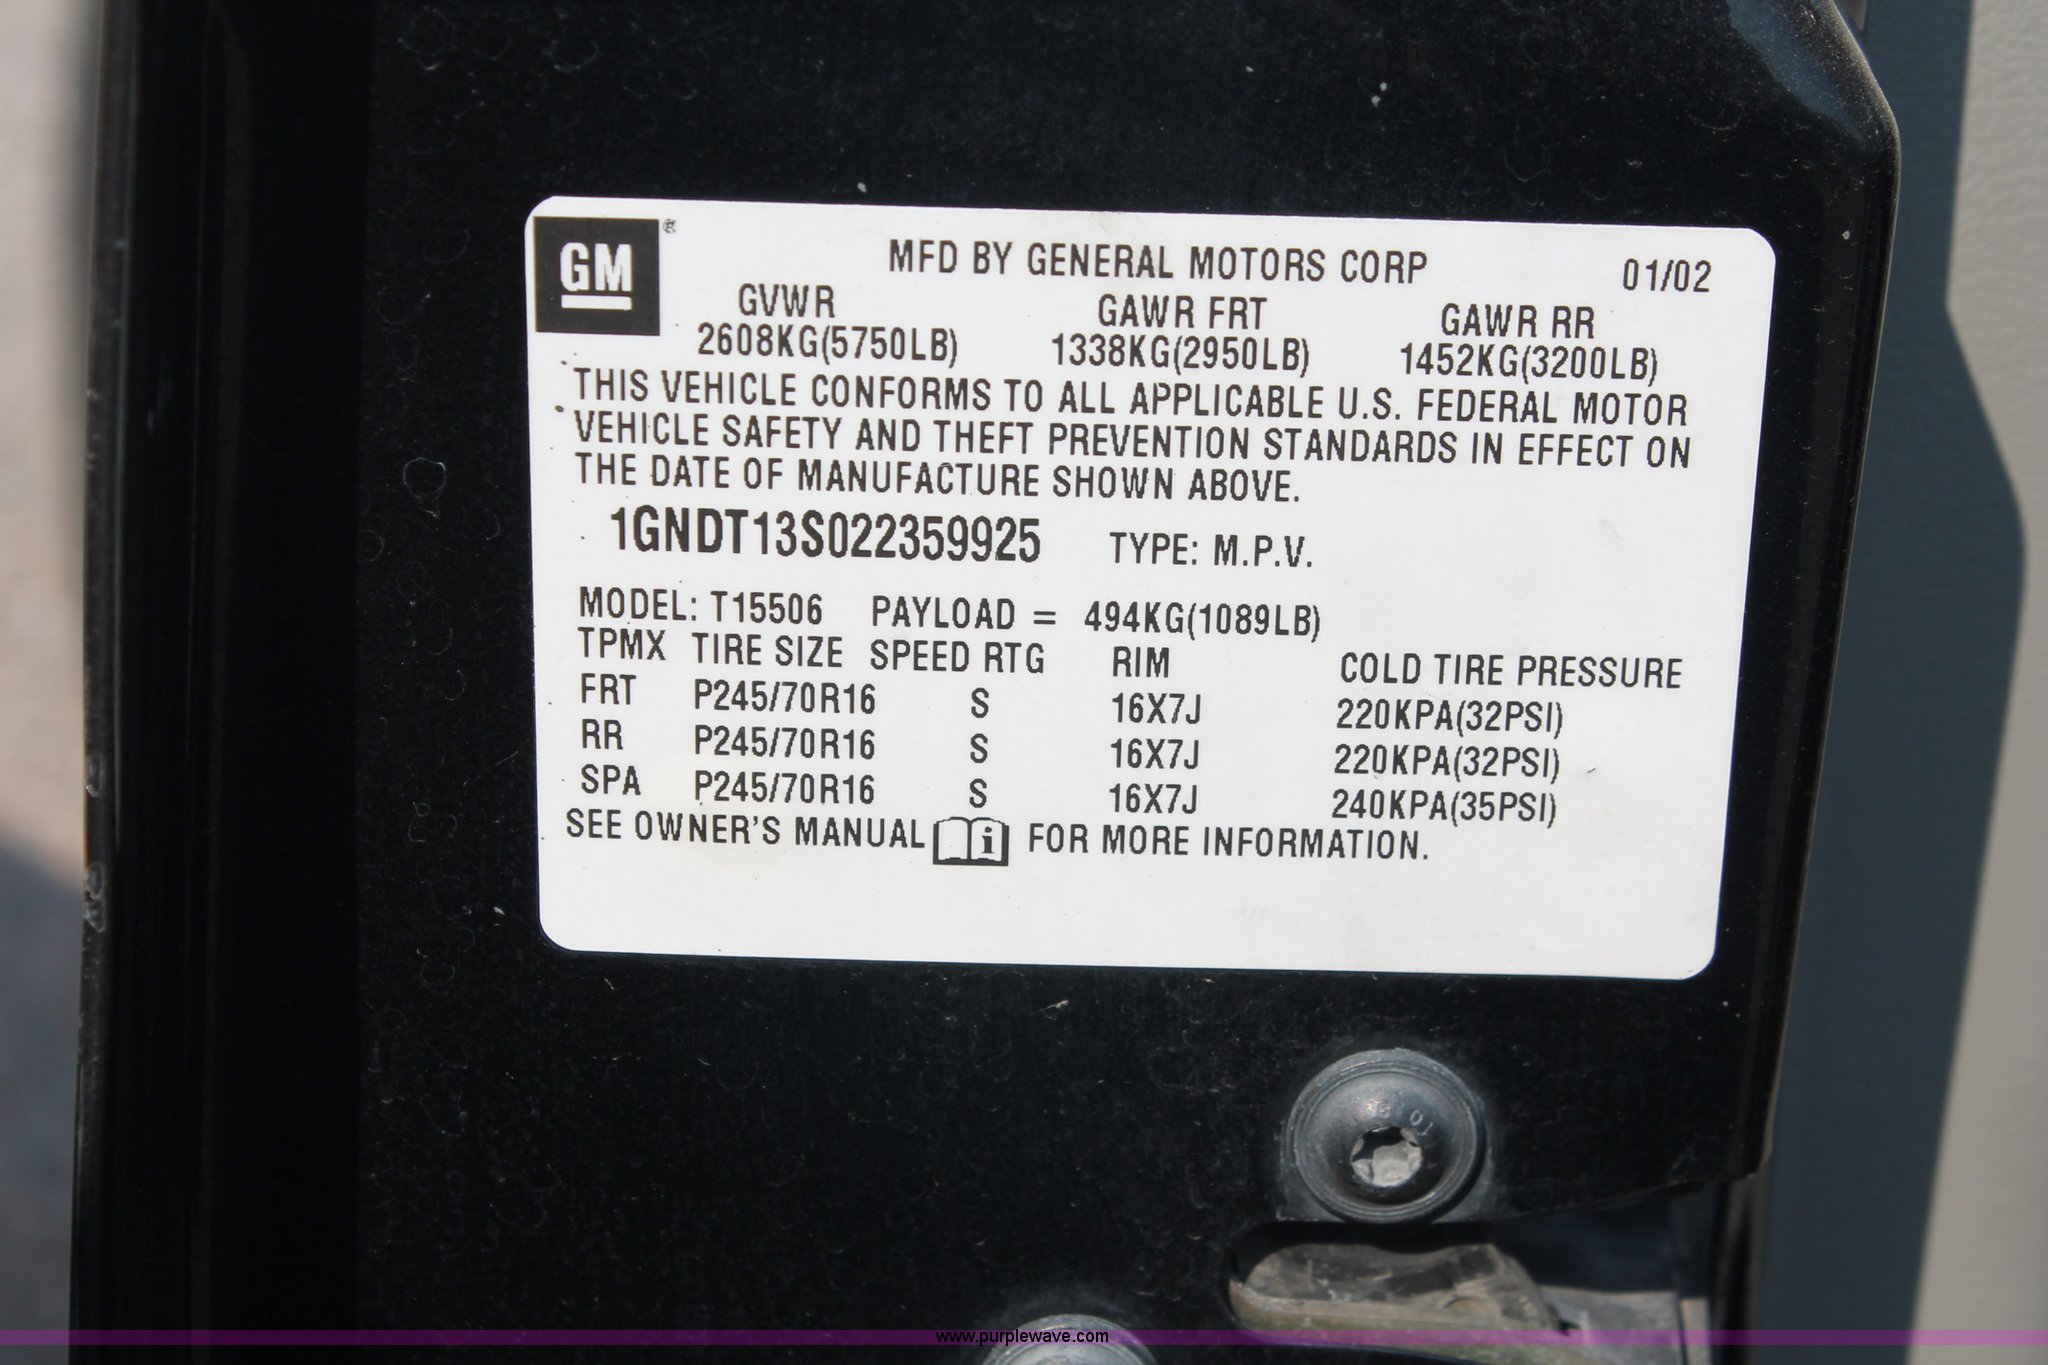 GM ®
MFD BY GENERAL MOTORS CORP 01/02
GVWR GAWR FRT GAWR RR
2608KG(5750LB) 1338KG(2950LB) 1452KG(3200LB)
THIS VEHICLE CONFORMS TO ALL APPLICABLE U.S. FEDERAL MOTOR
VEHICLE SAFETY AND THEFT PREVENTION STANDARDS IN EFFECT ON
THE DATE OF MANUFACTURE SHOWN ABOVE.
1GNDT13S022359925 TYPE: M.P.V.
MODEL: T15506 PAYLOAD = 494KG(1089LB)
TPMX TIRE SIZE SPEED RTG RIM COLD TIRE PRESSURE
FRT P245/70R16 S 16X7J 220KPA(32PSI)
RR P245/70R16 S 16X7J 220KPA(32PSI)
SPA P245/70R16 S 16X7J 240KPA(35PSI)
SEE OWNER'S MANUAL i FOR MORE INFORMATION.
www.purplewave.com